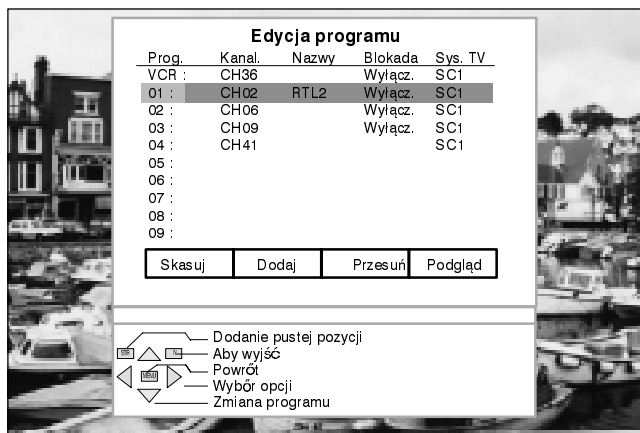 Edycja programu
Prog. Kanal. Nazwy Blokada Sys. TV
VCR : CH36 Wyłącz. SC1
01 : CH02 RTL2 Wyłącz. SC1
02 : CH06 Wyłącz. SC1
03 : CH09 Wyłącz. SC1
04 : CH41 SC1
05 :
06 :
07 :
08 :
09 :
Skasuj Dodaj Przesuń Podgląd
Dodanie pustej pozycji
STR N Aby wyjść
MENU Powrót
Wybór opcji
Zmiana programu